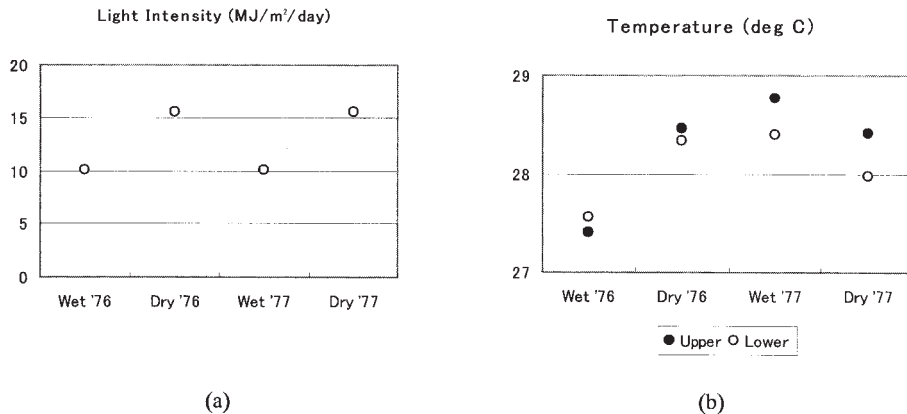 Light Intensity (MJ/m²/day)
20
15
10
5
0
Wet '76 Dry '76 Wet '77 Dry '77
(a)
Temperature (deg C)
29
28
27
Wet '76 Dry '76 Wet '77 Dry '77
● Upper ○ Lower
(b)